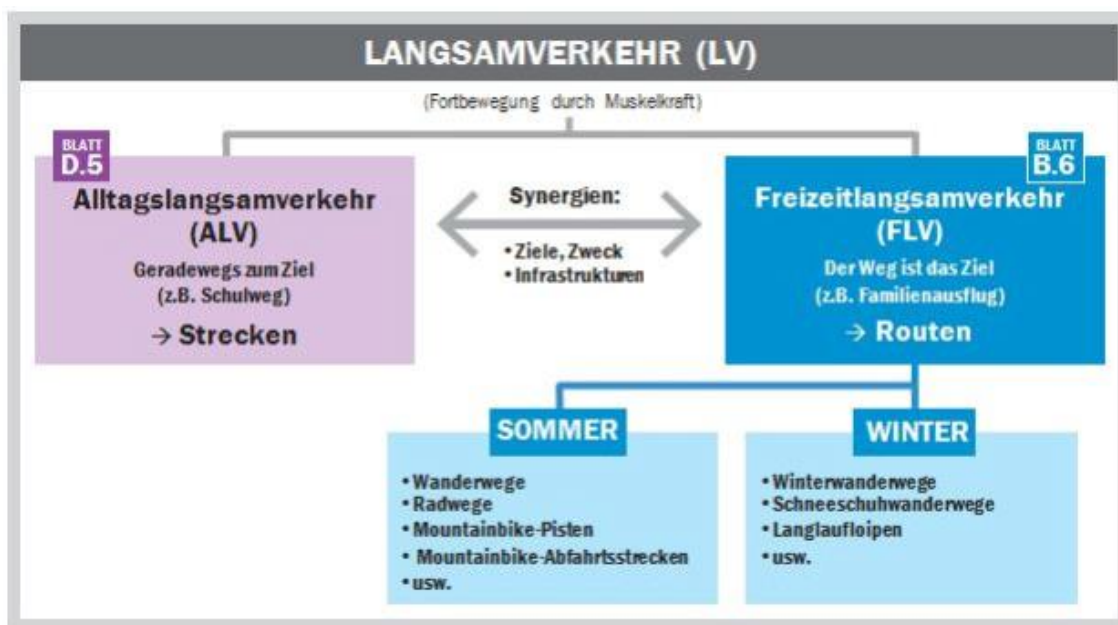 LANGSAMVERKEHR (LV)
(Fortbewegung durch Muskelkraft)
BLATT
D.5
Alltagslangsamverkehr
(ALV)
Geradewegs zum Ziel
(z.B. Schulweg)
→ Strecken
Synergien:
• Ziele, Zweck
• Infrastrukturen
BLATT
B.6
Freizeitlangsamverkehr
(FLV)
Der Weg ist das Ziel
(z.B. Familienausflug)
→ Routen
SOMMER
• Wanderwege
• Radwege
• Mountainbike-Pisten
• Mountainbike-Abfahrtsstrecken
• usw.
WINTER
• Winterwanderwege
• Schneeschuhwanderwege
• Langlaufloipen
• usw.